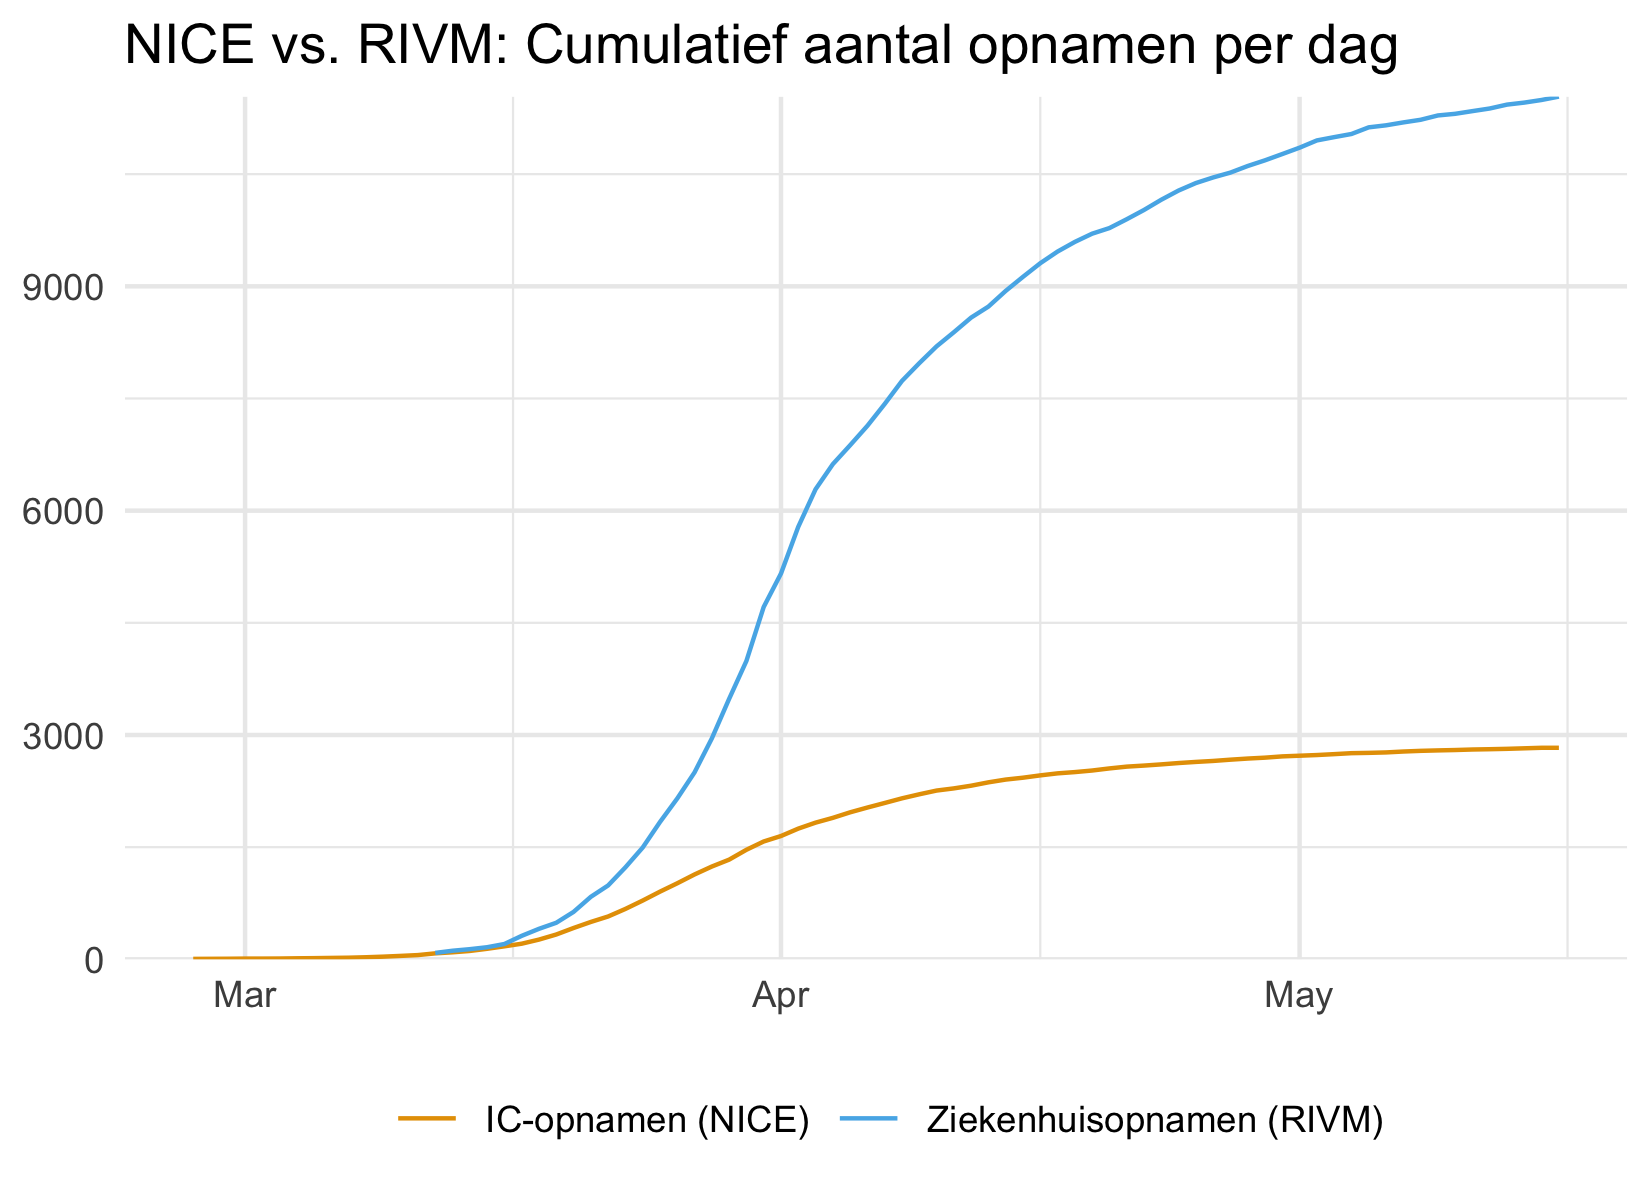 NICE vs. RIVM: Cumulatief aantal opnamen per dag
9000
6000
3000
0
Mar Apr May
IC-opnamen (NICE) Ziekenhuisopnamen (RIVM)